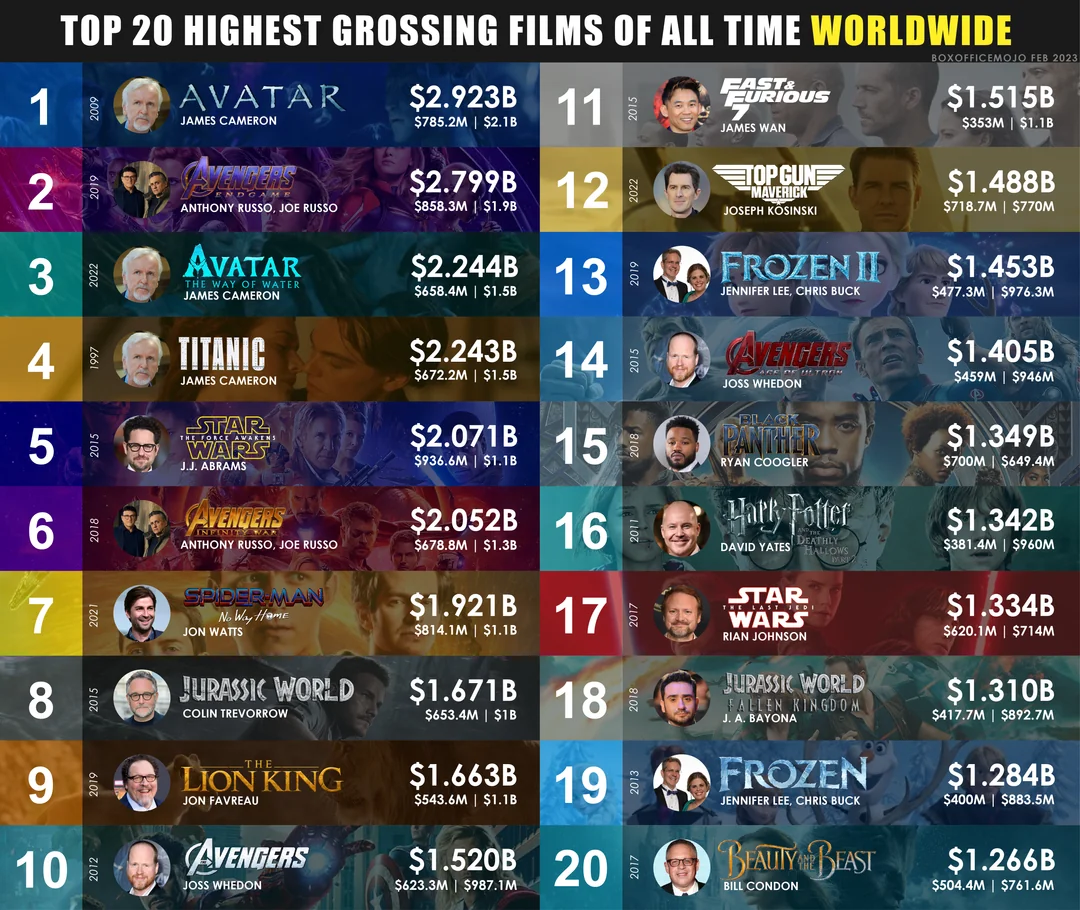 TOP 20 HIGHEST GROSSING FILMS OF ALL TIME WORLDWIDE
BOXOFFICEMOJO FEB 2023
1
2009
AVATAR
JAMES CAMERON
$2.923B
$785.2M | $2.1B
2
2019
AVENGERS
ENDGAME
ANTHONY RUSSO, JOE RUSSO
$2.799B
$858.3M | $1.9B
3
2022
AVATAR
THE WAY OF WATER
JAMES CAMERON
$2.244B
$658.4M | $1.5B
4
1997
TITANIC
JAMES CAMERON
$2.243B
$672.2M | $1.5B
5
2015
STAR
THE FORCE AWAKENS
WARS
J.J. ABRAMS
$2.071B
$936.6M | $1.1B
6
2018
AVENGERS
INFINITY WAR
ANTHONY RUSSO, JOE RUSSO
$2.052B
$678.8M | $1.3B
7
2021
SPIDER-MAN
No Way Home
JON WATTS
$1.921B
$814.1M | $1.1B
8
2015
JURASSIC WORLD
COLIN TREVORROW
$1.671B
$653.4M | $1B
9
2019
THE
LION KING
JON FAVREAU
$1.663B
$543.6M | $1.1B
10
2012
AVENGERS
JOSS WHEDON
$1.520B
$623.3M | $987.1M
11
2015
FAST &
FURIOUS
7
JAMES WAN
$1.515B
$353M | $1.1B
12
2022
TOP GUN
MAVERICK
JOSEPH KOSINSKI
$1.488B
$718.7M | $770M
13
2019
FROZEN II
JENNIFER LEE, CHRIS BUCK
$1.453B
$477.3M | $976.3M
14
2015
AVENGERS
AGE OF ULTRON
JOSS WHEDON
$1.405B
$459M | $946M
15
2018
BLACK
PANTHER
RYAN COOGLER
$1.349B
$700M | $649.4M
16
2011
Harry Potter
AND THE
DEATHLY
HALLOWS
DAVID YATES
$1.342B
$381.4M | $960M
17
2017
STAR
THE LAST JEDI
WARS
RIAN JOHNSON
$1.334B
$620.1M | $714M
18
2018
JURASSIC WORLD
FALLEN KINGDOM
J. A. BAYONA
$1.310B
$417.7M | $892.7M
19
2013
FROZEN
JENNIFER LEE, CHRIS BUCK
$1.284B
$400M | $883.5M
20
2017
BEAUTY AND THE BEAST
BILL CONDON
$1.266B
$504.4M | $761.6M